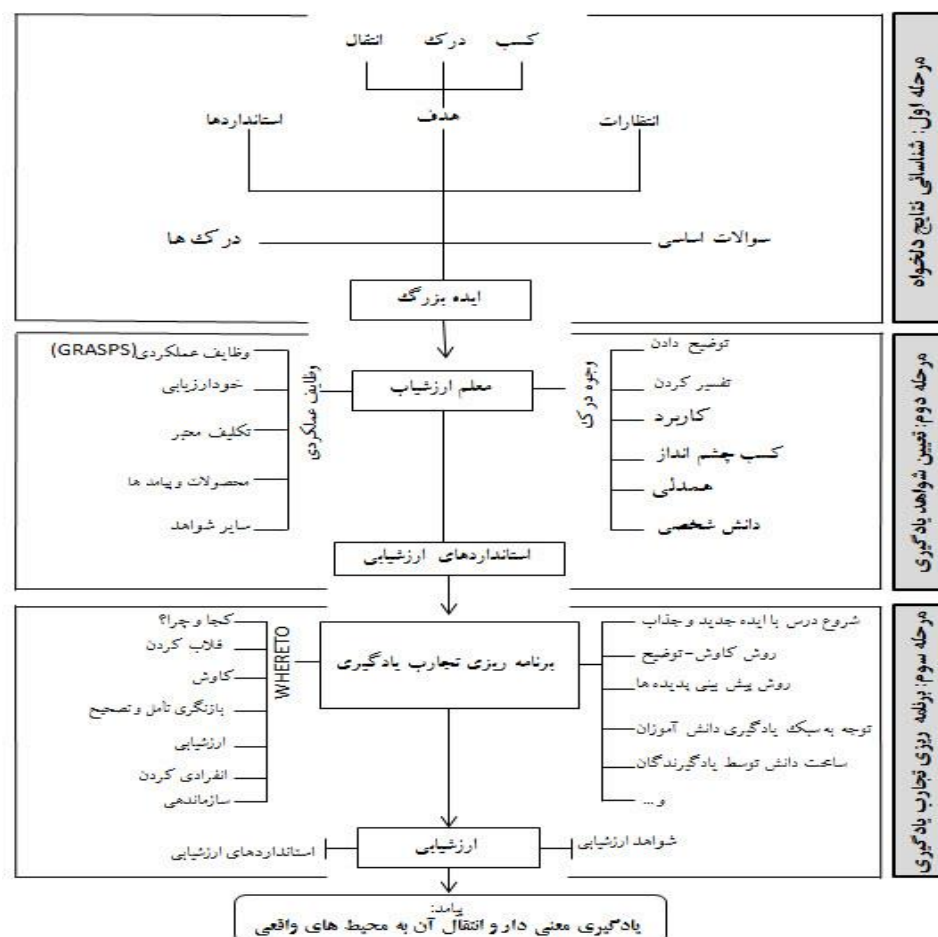 مرحله اول: شناسائی نتایج دلخواه
کسب
درک
انتقال
هدف
انتظارات
استانداردها
سوالات اساسی
درک ها
ایده بزرگ
مرحله دوم: تعیین شواهد یادگیری
معلم ارزشیاب
وجوه درک
توضیح دادن
تفسیر کردن
کاربرد
کسب چشم انداز
همدلی
دانش شخصی
وظایف عملکردی
وظایف عملکردی(GRASPS)
خودارزیابی
تکلیف معتبر
محصولات و پیامد ها
سایر شواهد
استانداردهای ارزشیابی
مرحله سوم: برنامه ریزی تجارب یادگیری
برنامه ریزی تجارب یادگیری
شروع درس با ایده جدید و جذاب
روش کاوش-توضیح
روش پیش بینی پدیده ها
توجه به سبک یادگیری دانش آموزان
ساخت دانش توسط یادگیرندگان
و ...
WHERETO
کجا و چرا؟
قلاب کردن
کاوش
بازنگری تأمل و تصحیح
ارزشیابی
انفرادی کردن
سازماندهی
ارزشیابی
شواهد ارزشیابی
استانداردهای ارزشیابی
پیامد:
یادگیری معنی دار و انتقال آن به محیط های واقعی